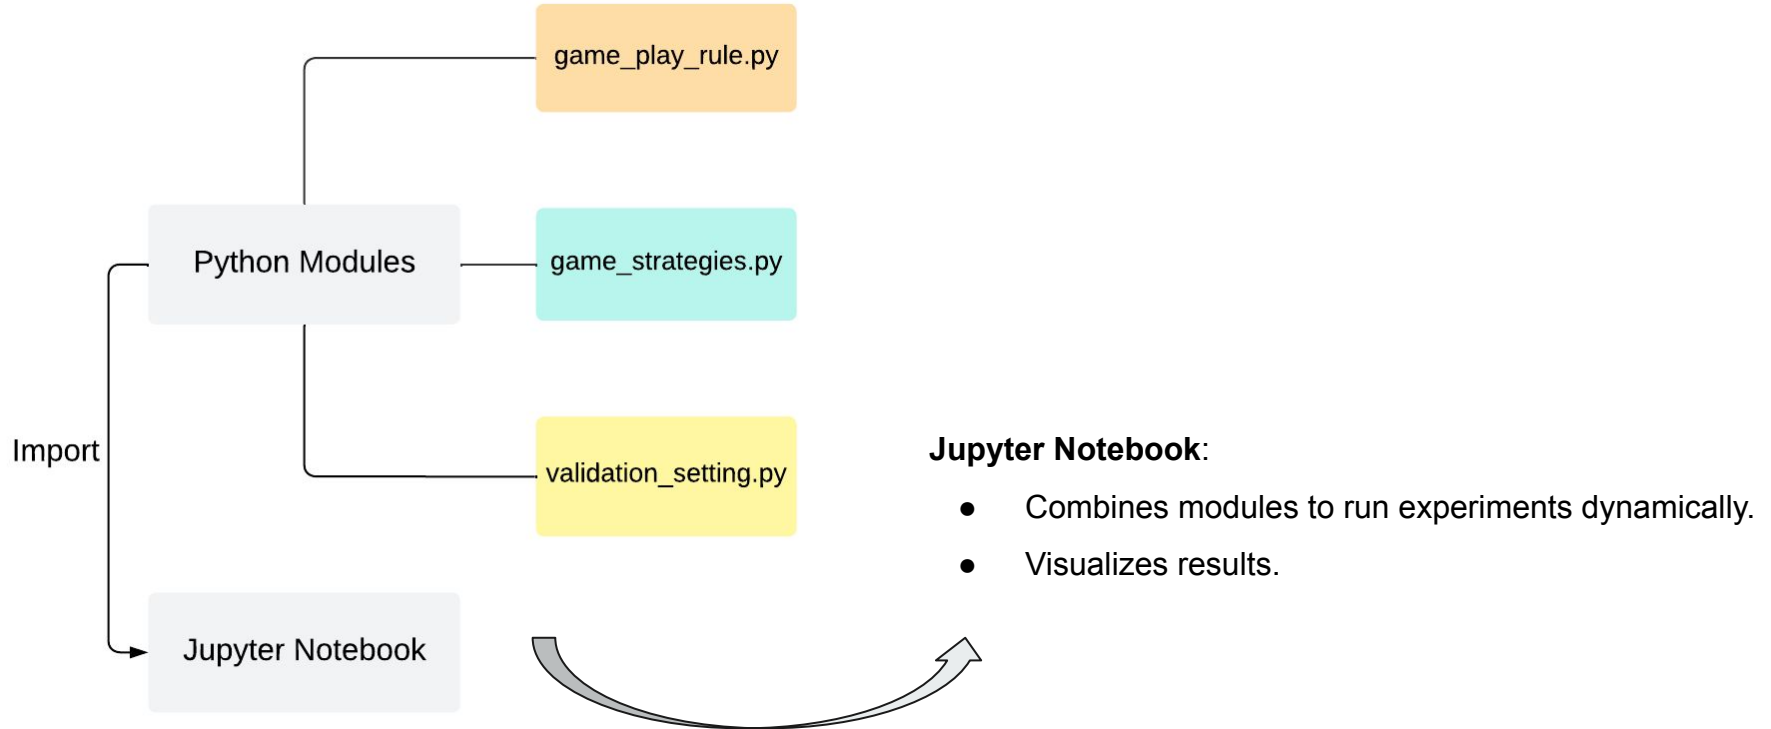 game_play_rule.py
Python Modules
game_strategies.py
Import
validation_setting.py
Jupyter Notebook
Jupyter Notebook:
● Combines modules to run experiments dynamically.
● Visualizes results.